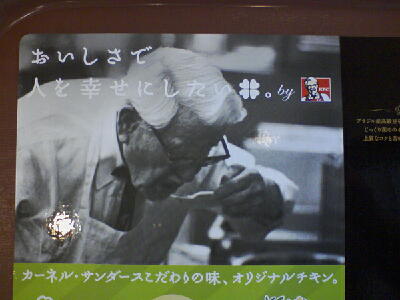 おいしさで
人を幸せにしたい。by KFC
カーネル・サンダースこだわりの味、オリジナルチキン。